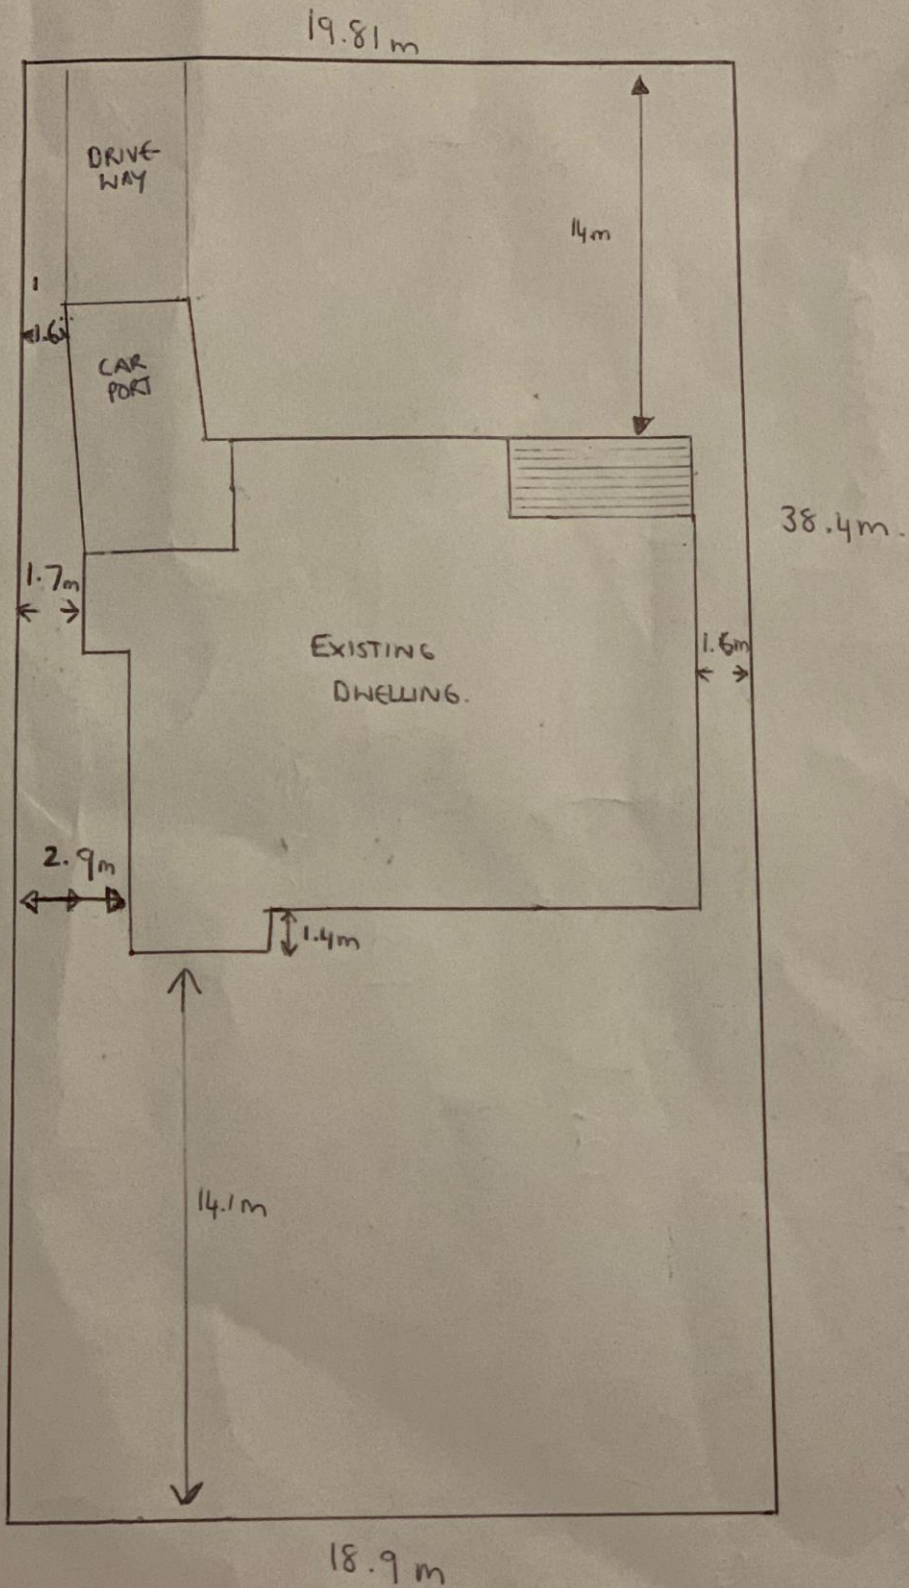 19.81m
DRIVE
WAY
14m
1
1.6
CAR
PORT
38.4m.
1.7m
EXISTING
DWELLING.
1.6m
2.9m
1.4m
14.1m
18.9m